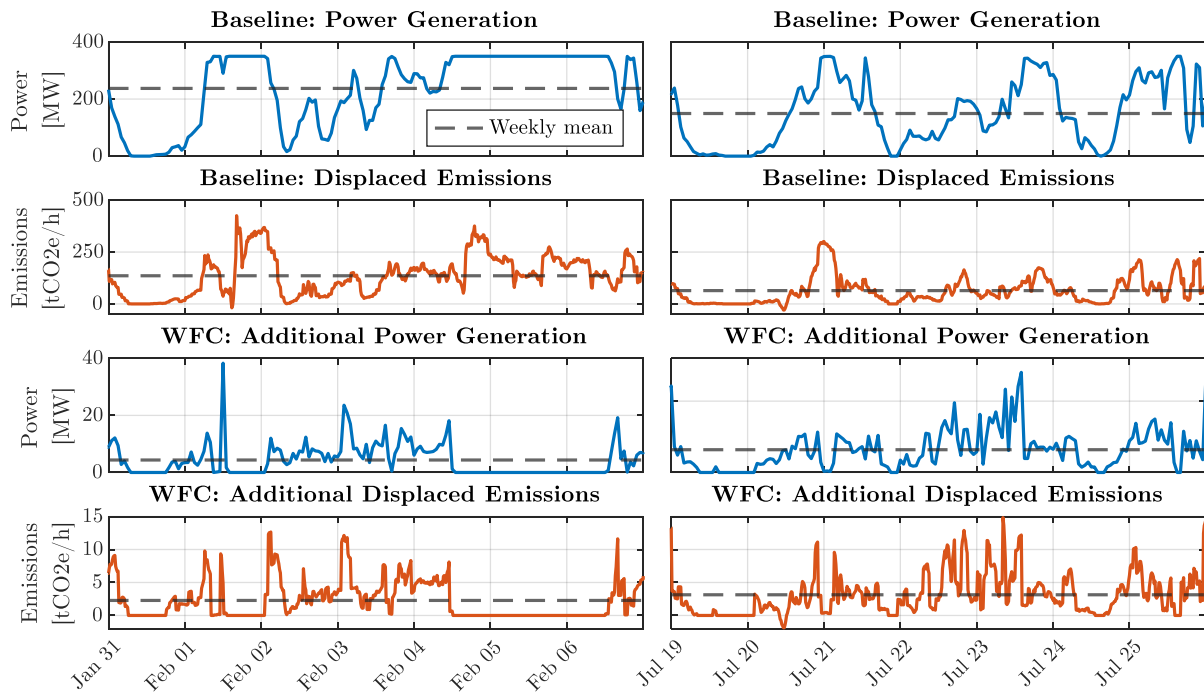 Baseline: Power Generation
Baseline: Power Generation
Power
[MW]
400
200
0
Weekly mean
Baseline: Displaced Emissions
Baseline: Displaced Emissions
Emissions
[tCO2e/h]
500
250
0
WFC: Additional Power Generation
WFC: Additional Power Generation
Power
[MW]
40
20
0
WFC: Additional Displaced Emissions
WFC: Additional Displaced Emissions
Emissions
[tCO2e/h]
15
10
5
0
Jan 31
Feb 01
Feb 02
Feb 03
Feb 04
Feb 05
Feb 06
Jul 19
Jul 20
Jul 21
Jul 22
Jul 23
Jul 24
Jul 25